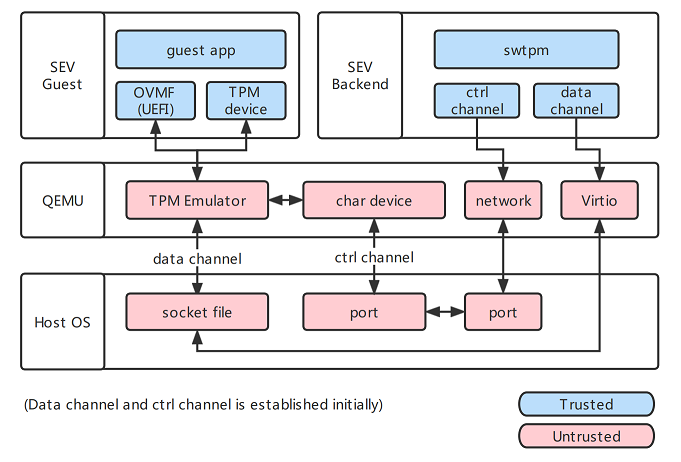 SEV
Guest
guest app
OVMF
(UEFI)
TPM
device
SEV
Backend
swtpm
ctrl
channel
data
channel
QEMU
TPM Emulator
char device
network
Virtio
data channel
ctrl channel
Host OS
socket file
port
port
(Data channel and ctrl channel is established initially)
Trusted
Untrusted